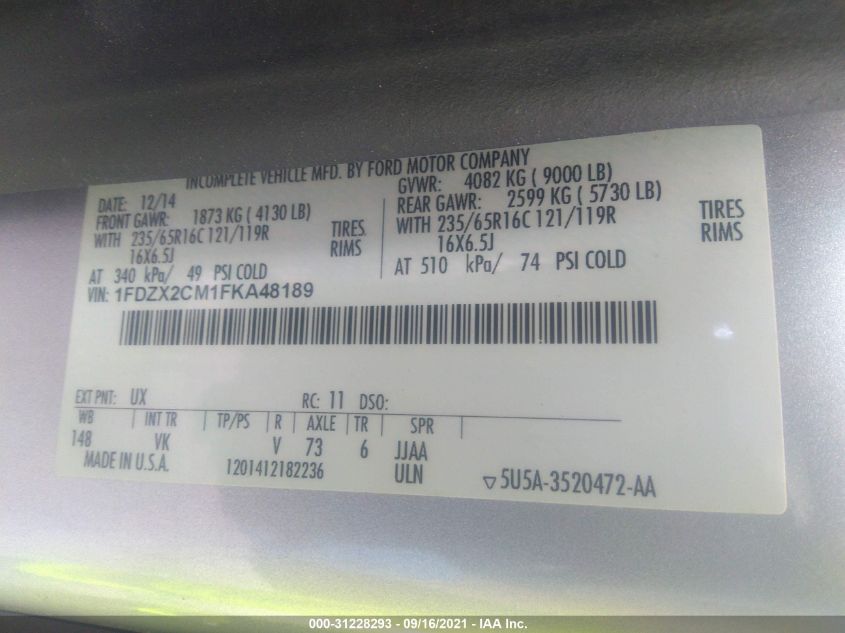 INCOMPLETE VEHICLE MFD. BY FORD MOTOR COMPANY
DATE: 12/14
FRONT GAWR: 1873 KG ( 4130 LB)
WITH 235/65R16C 121/119R TIRES
16X6.5J RIMS
AT 340 kPa/ 49 PSI COLD
GVWR: 4082 KG ( 9000 LB)
REAR GAWR: 2599 KG ( 5730 LB)
WITH 235/65R16C 121/119R TIRES
16X6.5J RIMS
AT 510 kPa/ 74 PSI COLD
VIN: 1FDZX2CM1FKA48189
EXT PNT: UX RC: 11 DSO:
WB INT TR TP/PS R AXLE TR SPR
148 VK V 73 6 JJAA
MADE IN U.S.A. 1201412182236 ULN ▽5U5A-3520472-AA
000-31228293 - 09/16/2021 - IAA Inc.